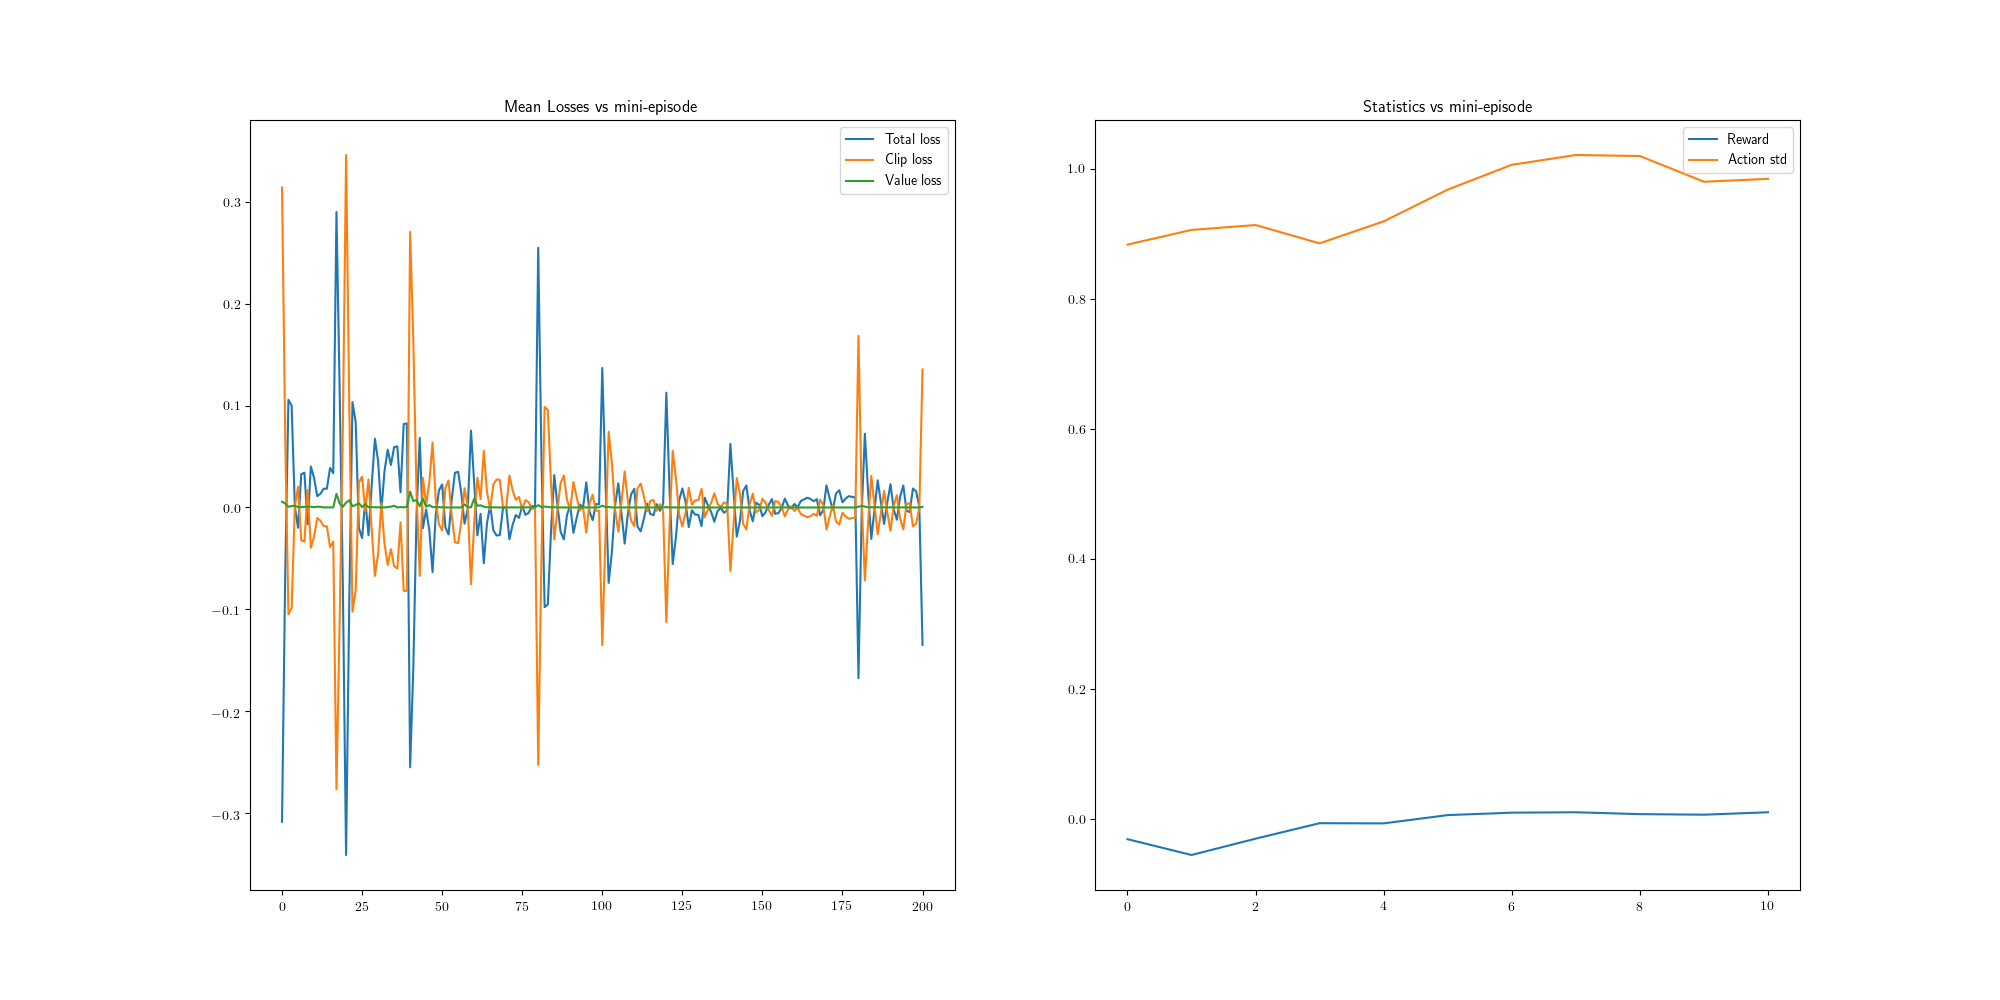 Mean Losses vs mini-episode
Total loss
Clip loss
Value loss
0.3
0.2
0.1
0.0
−0.1
−0.2
−0.3
0 25 50 75 100 125 150 175 200
Statistics vs mini-episode
Reward
Action std
1.0
0.8
0.6
0.4
0.2
0.0
0 2 4 6 8 10